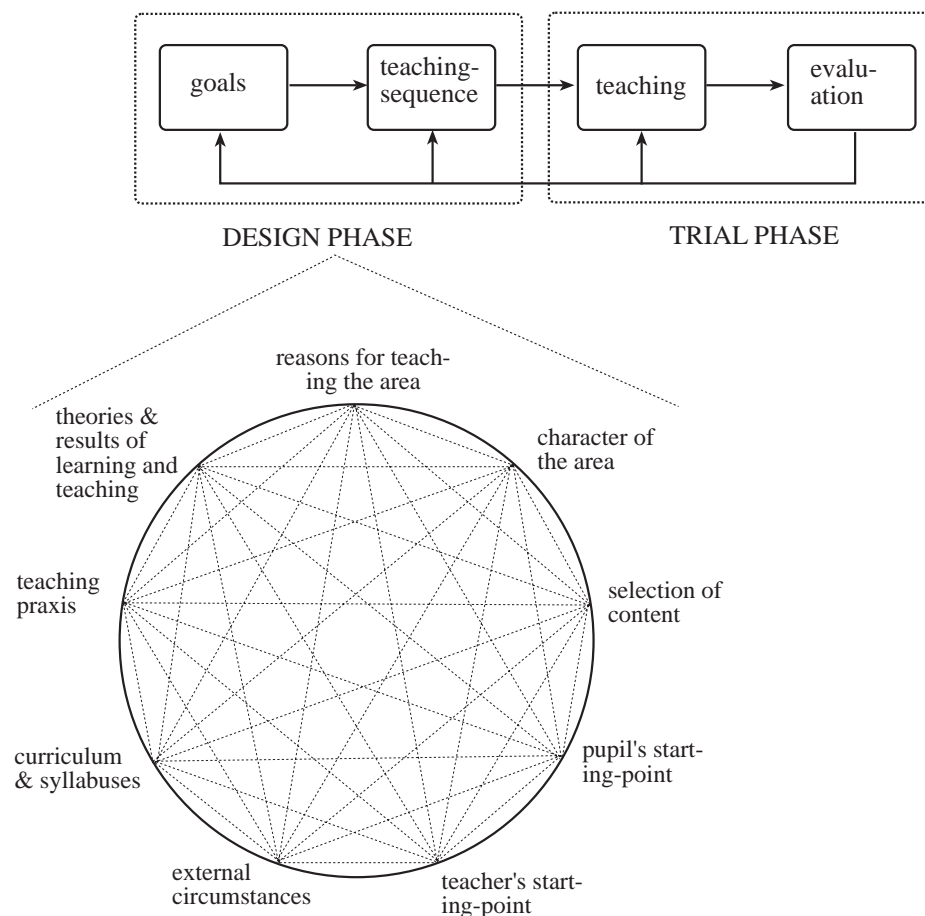 goals
teaching-
sequence
teaching
evalu-
ation
DESIGN PHASE
TRIAL PHASE
reasons for teach-
ing the area
theories &
results of
learning and
teaching
character of
the area
teaching
praxis
selection of
content
curriculum
& syllabuses
pupil's start-
ing-point
external
circumstances
teacher's start-
ing-point